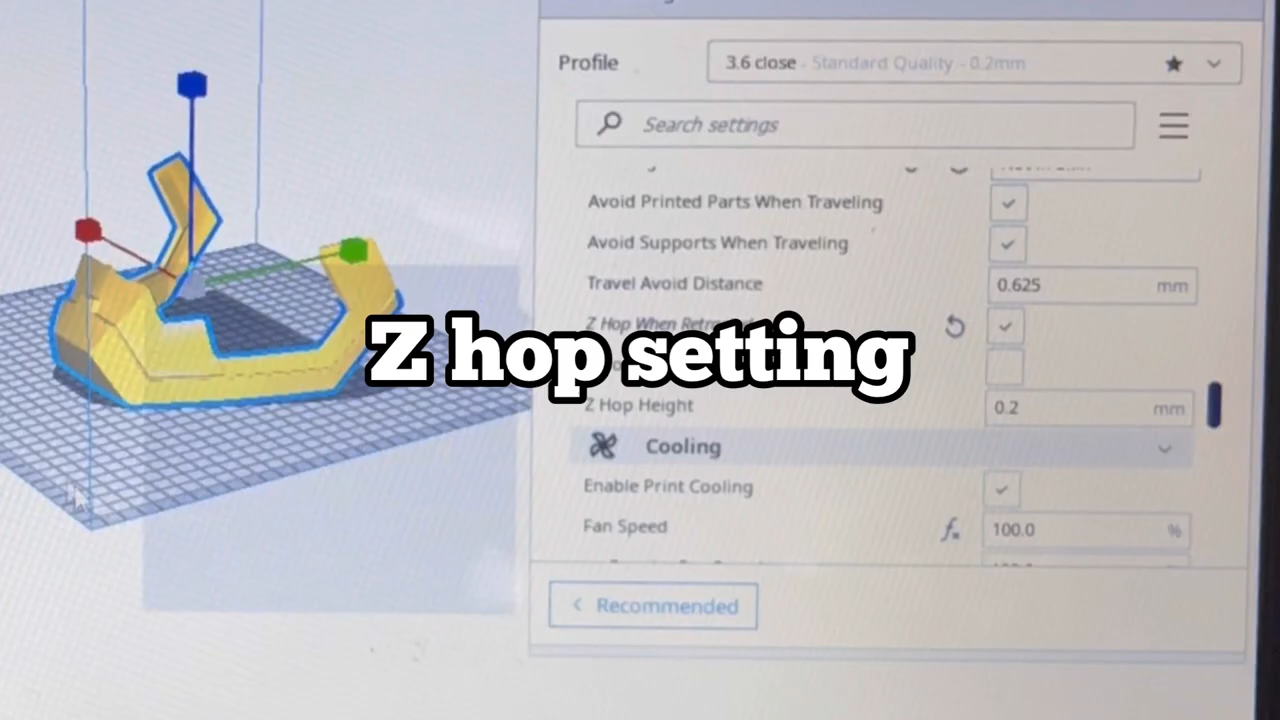 Profile
3.6 close - Standard Quality - 0.2mm
Search settings
Avoid Printed Parts When Traveling
Avoid Supports When Traveling
Travel Avoid Distance
0.625 mm
Z Hop When
Z hop setting
Z Hop Height
0.2 mm
Cooling
Enable Print Cooling
Fan Speed
fx
100.0 %
Recommended